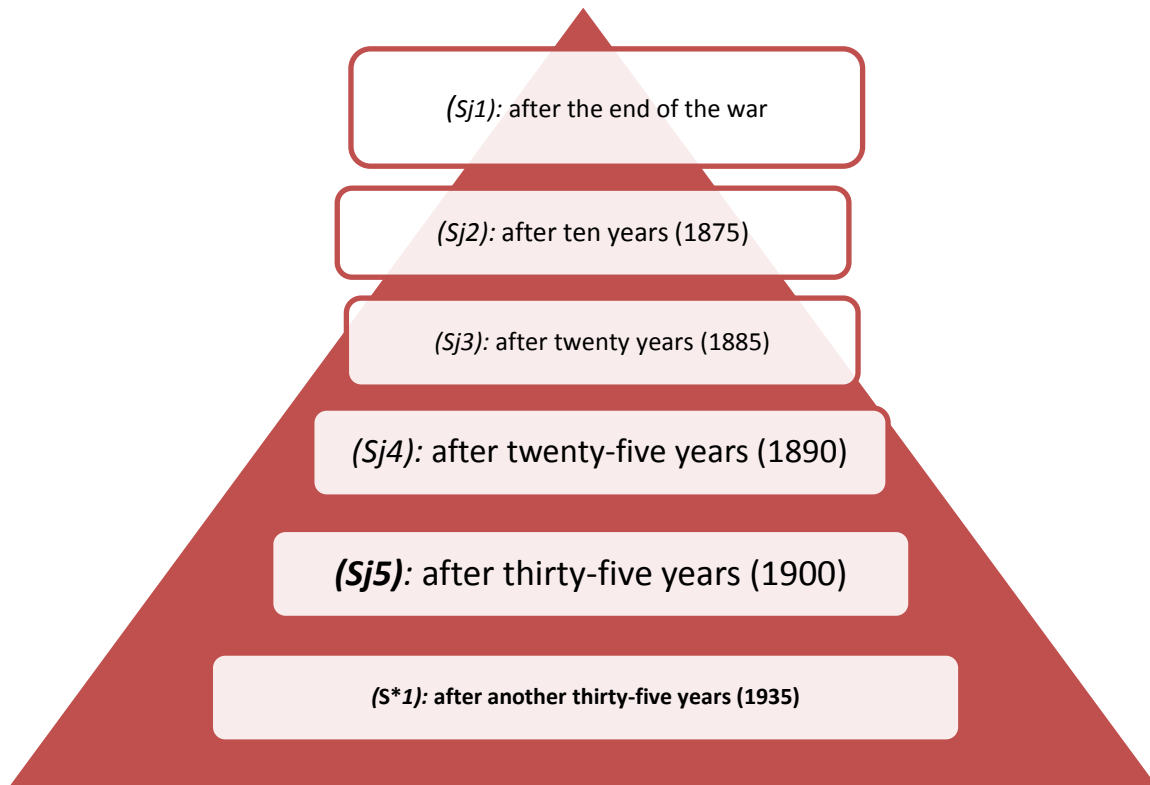 (Sj1): after the end of the war
(Sj2): after ten years (1875)
(Sj3): after twenty years (1885)
(Sj4): after twenty-five years (1890)
(Sj5): after thirty-five years (1900)
(S*1): after another thirty-five years (1935)